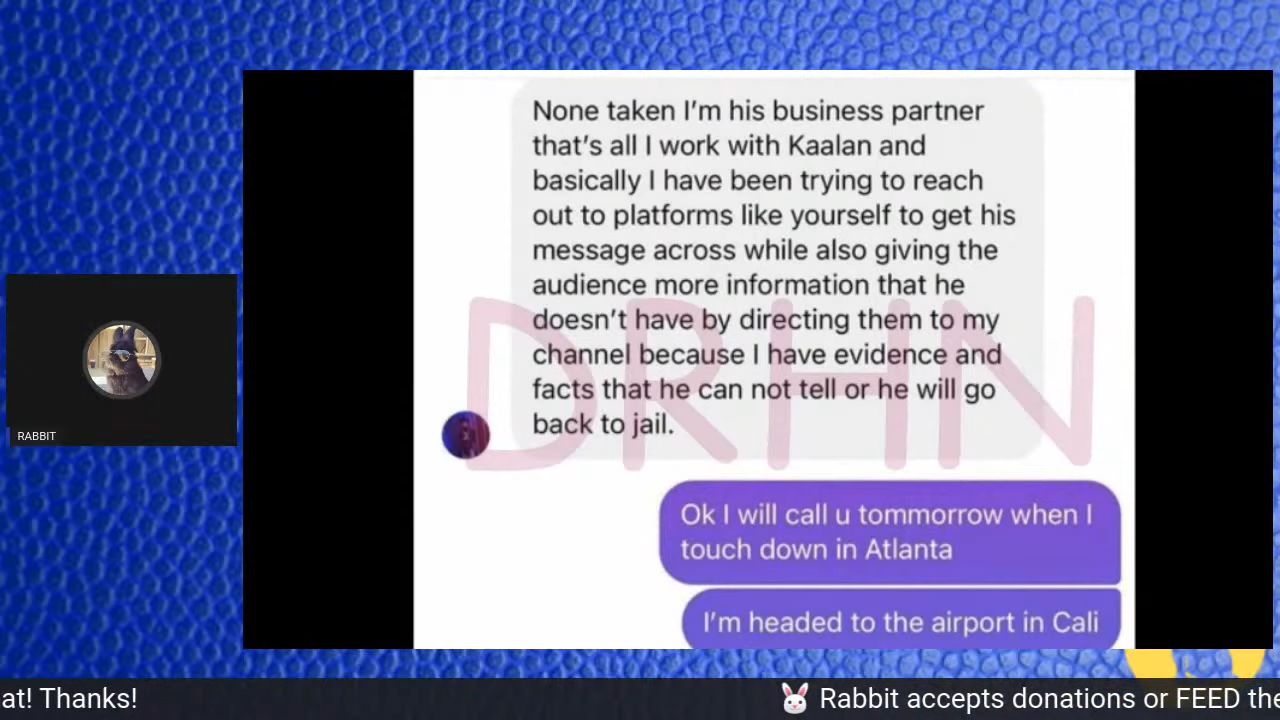 None taken I'm his business partner
that's all I work with Kaalan and
basically I have been trying to reach
out to platforms like yourself to get his
message across while also giving the
audience more information that he
doesn't have by directing them to my
channel because I have evidence and
facts that he can not tell or he will go
back to jail.
DRHN
Ok I will call u tommorrow when I
touch down in Atlanta
I'm headed to the airport in Cali
RABBIT
at! Thanks!
🐰 Rabbit accepts donations or FEED the